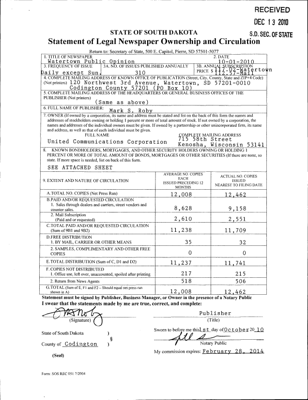 RECEIVED
DEC 13 2010
S.D. SEC. OF STATE
STATE OF SOUTH DAKOTA
Statement of Legal Newspaper Ownership and Circulation
Return to: Secretary of State, 500 E. Capitol, Pierre, SD 57501-5077
1. TITLE OF NEWSPAPER
Watertown Public Opinion
2. DATE
10-01-2010
3. FREQUENCY OF ISSUE
Daily except Sun.
3A. NO. OF ISSUES PUBLISHED ANNUALLY
310
3B. ANNUAL SUBSCRIPTION PRICE
4. COMPLETE MAILING ADDRESS OF KNOWN OFFICE OF PUBLICATION (Street, City, County, State and ZIP+4 Code) (Not printers)
120 Northwest 3rd Avenue, Watertown, SD 57201-0010
Codington County 57201 (PO Box 10)
5. COMPLETE MAILING ADDRESS OF THE HEADQUARTERS OR GENERAL BUSINESS OFFICES OF THE PUBLISHER (Not printers)
(Same as above)
6. FULL NAME OF PUBLISHER:
Mark S. Roby
7. OWNER (If owned by a corporation, its name and address must be stated and also on the back of this form the names and addresses of stockholders owning or holding 1 percent or more of total amount of stock. If not owned by a corporation, the names and addresses of the individual owners must be given. If owned by a partnership or other unincorporated firm, its name and address, as well as that of each individual must be given
FULL NAME
COMPLETE MAILING ADDRESS
United Communications Corporation
715 58th Street
Kenosha, Wisconsin 53141
8. KNOWN BONDHOLDERS, MORTGAGES, AND OTHER SECURITY HOLDERS OWNING OR HOLDING 1 PERCENT OR MORE OF TOTAL AMOUNT OF BONDS, MORTGAGES OR OTHER SECURITIES (If there are none, so state. If more space is needed, list on back of this form.
SEE ATTACHED SHEET
9. EXTENT AND NATURE OF CIRCULATION
AVERAGE NO. COPIES EACH ISSUE DURING PRECEDING 12 MONTHS
ACTUAL NO. COPIES ISSUED NEAREST TO FILING DATE
A. TOTAL NO. COPIES (Net Press Run) 12,008 12,462
B. PAID AND/OR REQUESTED CIRCULATION
1. Sales through dealers and carriers, street vendors and counter sales. 8,628 9,158
2. Mail Subscription (Paid and or requested) 2,610 2,551
C. TOTAL PAID AND/OR REQUESTED CIRCULATION (Sum of 9B1 and 9B2) 11,238 11,709
D. FREE DISTRIBUTION
1. BY MAIL, CARRIER OR OTHER MEANS 35 32
2. SAMPLES, COMPLIMENTARY AND OTHER FREE COPIES 0 0
E. TOTAL DISTRIBUTION (Sum of C, D1 and D2) 11,237 11,741
F. COPIES NOT DISTRIBUTED
1. Office use, left over, unaccounted, spoiled after printing 217 215
2. Return from News Agents 518 506
G. TOTAL (Sum of E, F1 and F2 - Should equal net press run shown in A) 12,008 12,462
Statement must be signed by Publisher, Business Manager, or Owner in the presence of a Notary Public
I swear that the statements made by me are true, correct, and complete:
(Signature)
Publisher
(Title)
State of South Dakota )
§
County of Codington )
(Seal)
Sworn to before me this 1st day of October 20 10
Notary Public
My commission expires: February 28, 2014